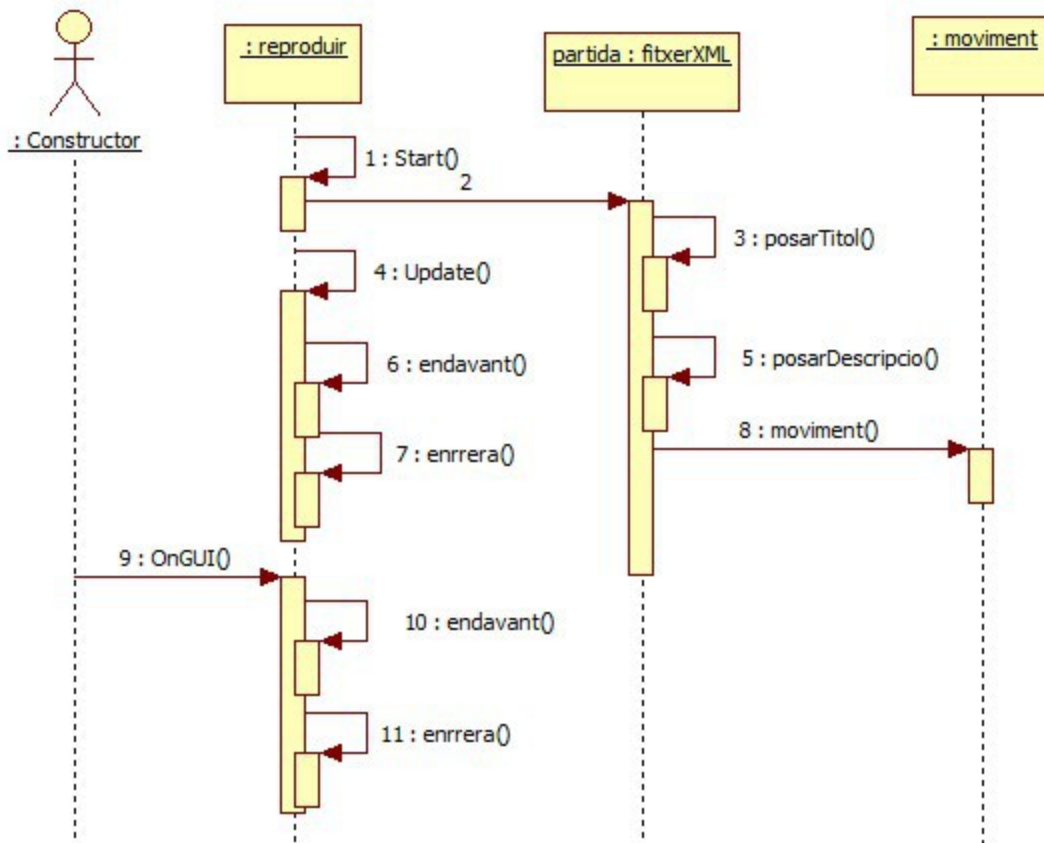 : Constructor
: reproduir
partida : fitxerXML
: moviment
1 : Start()
2
3 : posarTitol()
4 : Update()
5 : posarDescripcio()
6 : endavant()
7 : enrrera()
8 : moviment()
9 : OnGUI()
10 : endavant()
11 : enrrera()